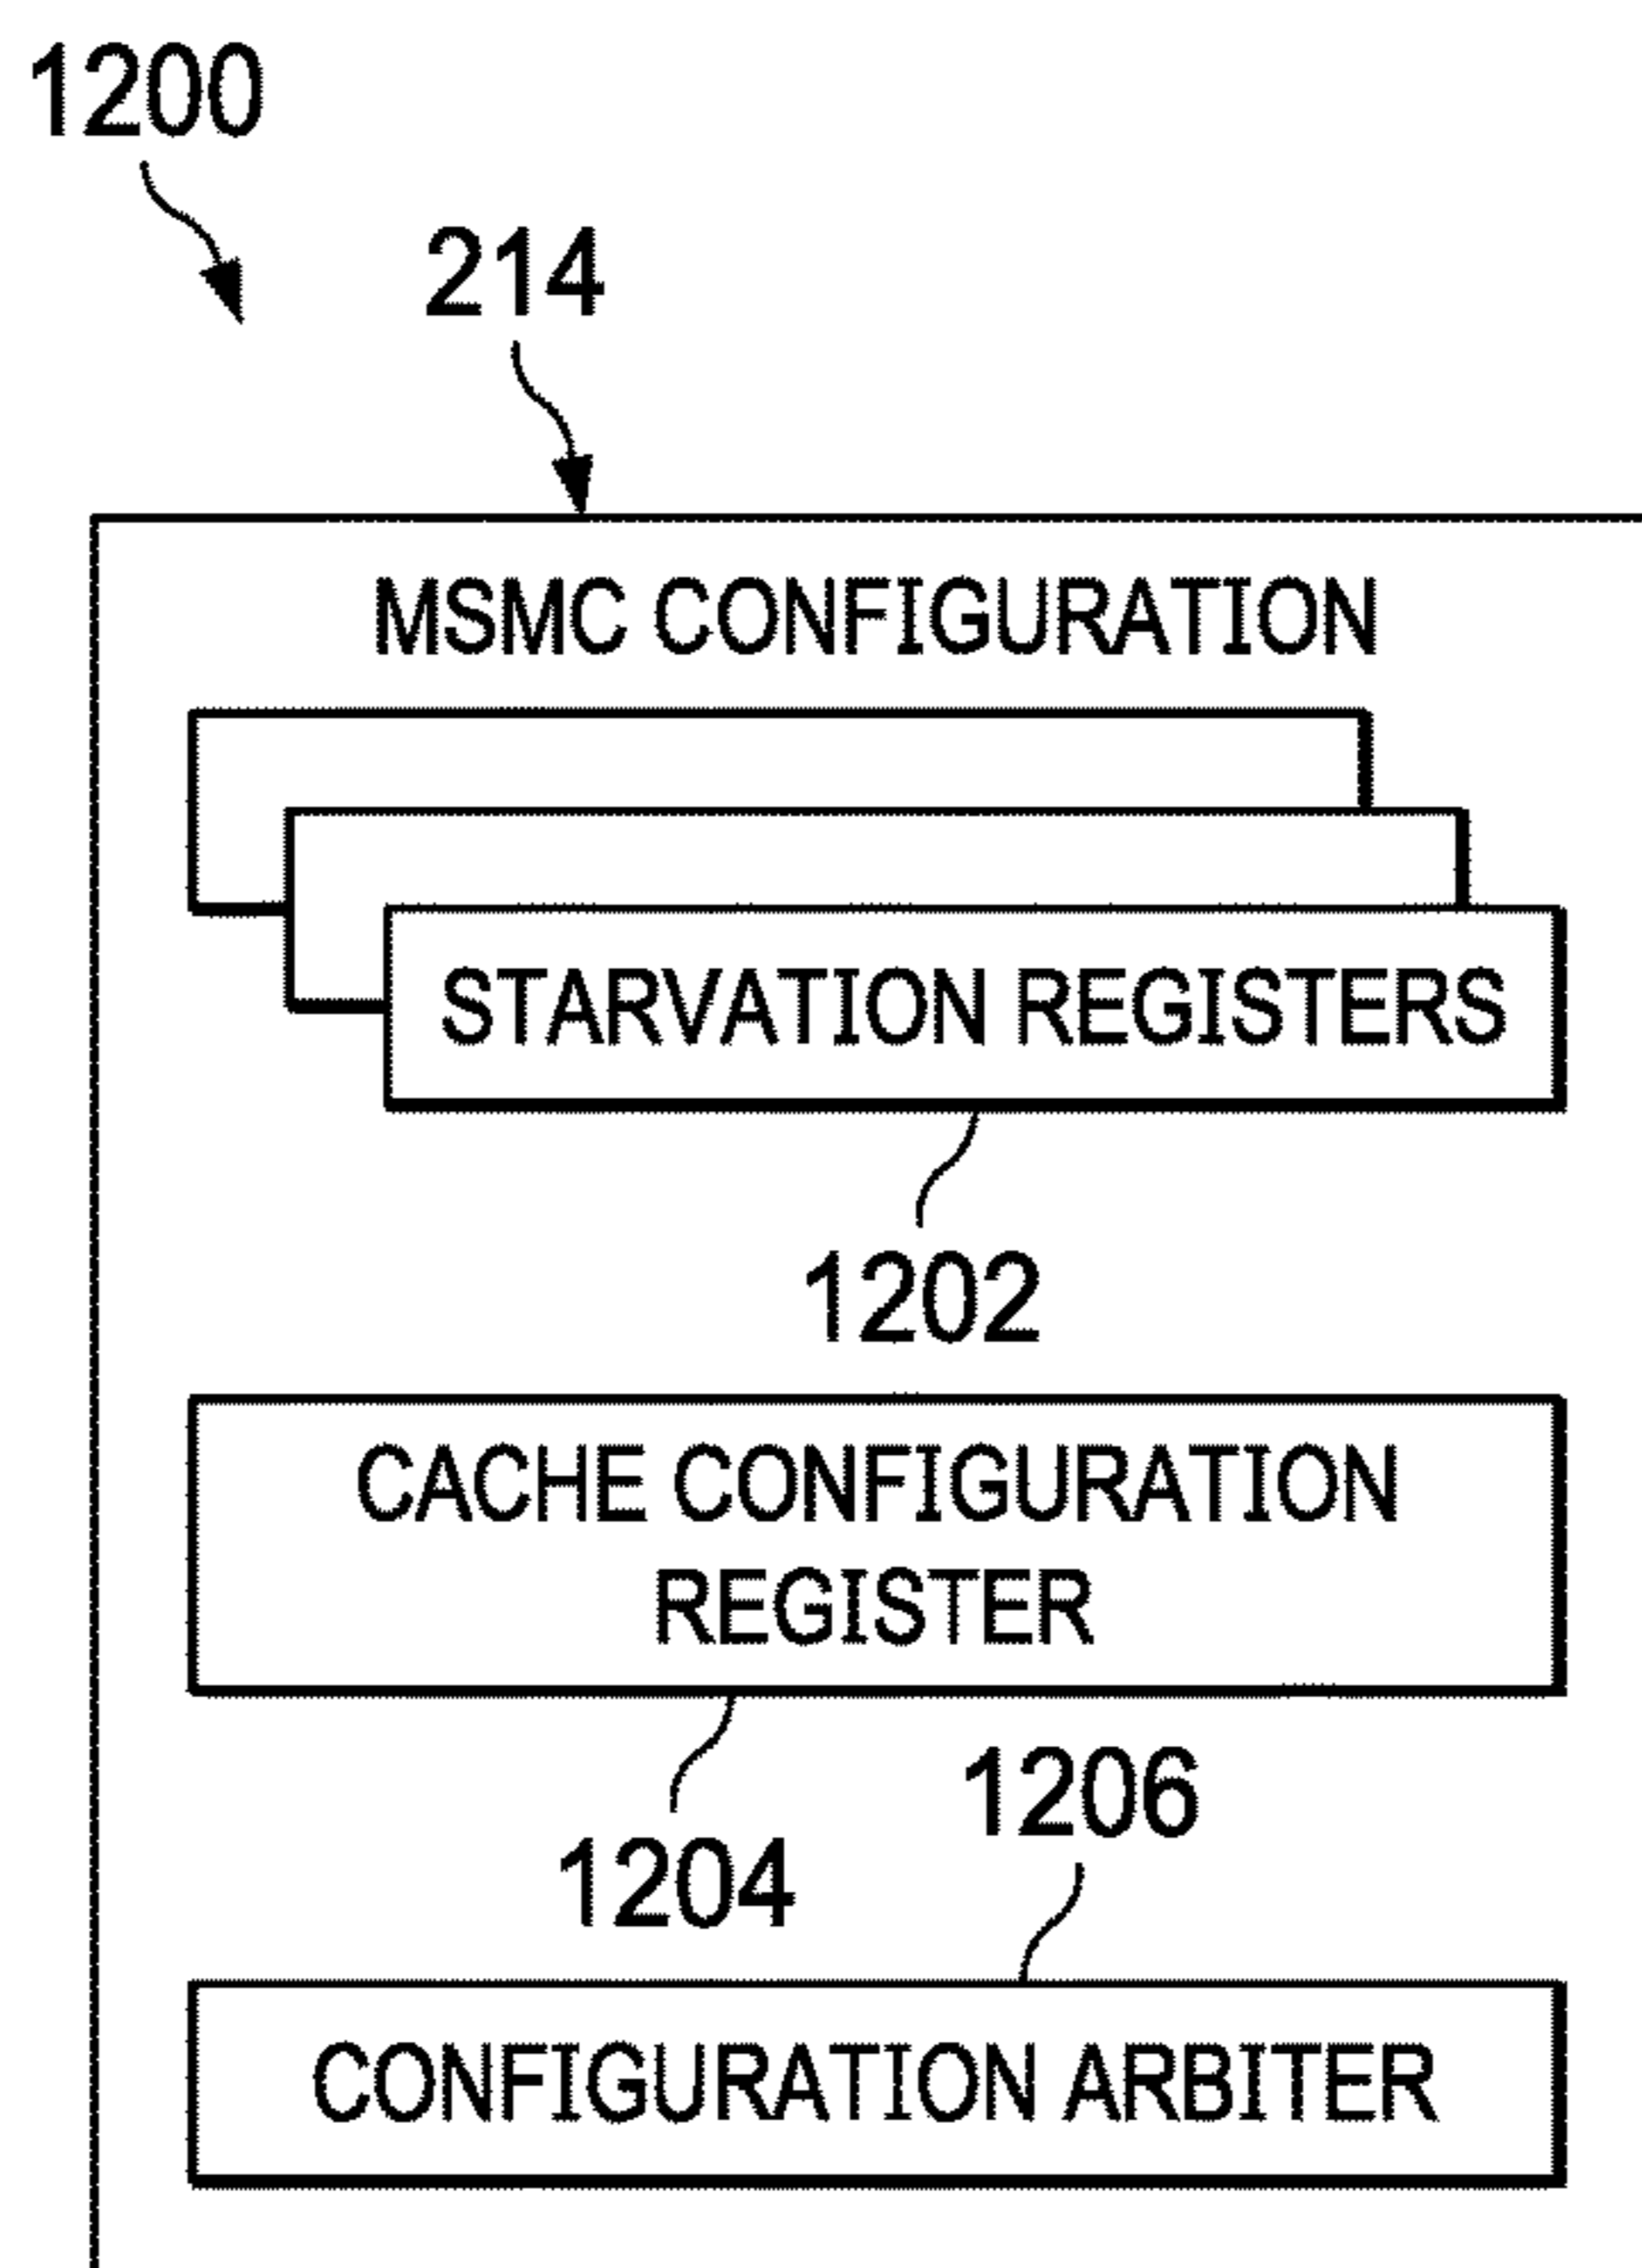 1200
214
MSMC CONFIGURATION
STARVATION REGISTERS
1202
CACHE CONFIGURATION
REGISTER
1204
1206
CONFIGURATION ARBITER